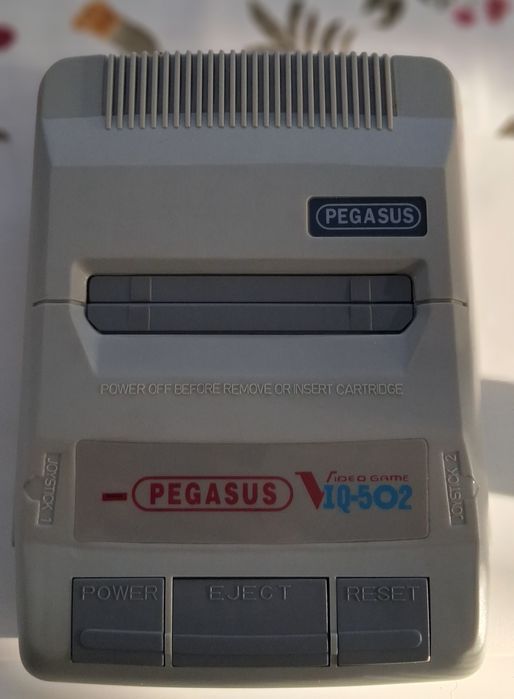 PEGASUS
POWER OFF BEFORE REMOVE OR INSERT CARTRIDGE
JOYSTICK 1
PEGASUS
VIDEO GAME
IQ-502
JOYSTICK 2
POWER
EJECT
RESET